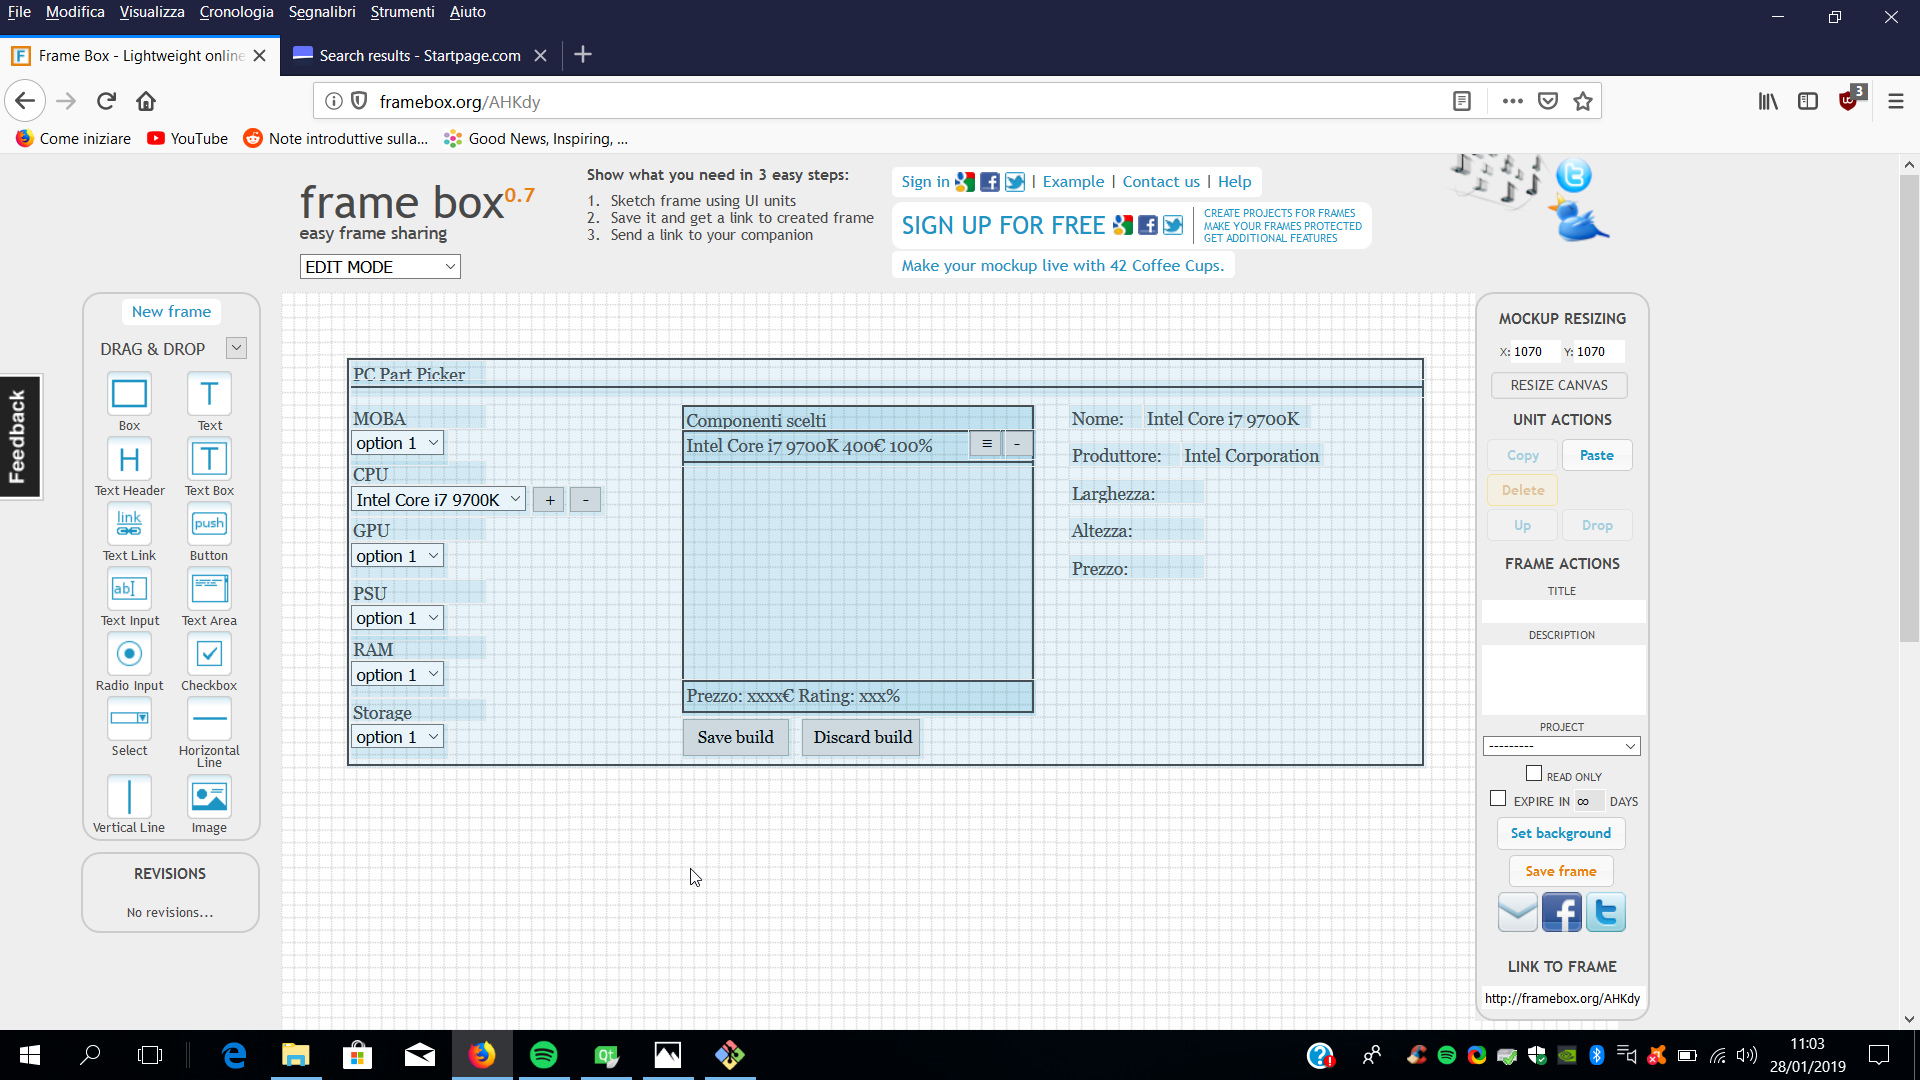 File Modifica Visualizza Cronologia Segnalibri Strumenti Aiuto
Frame Box - Lightweight online
Search results - Startpage.com
framebox.org/AHKdy
3
Come iniziare YouTube Note introduttive sulla... Good News, Inspiring, ...
frame box 0.7
easy frame sharing
EDIT MODE
Show what you need in 3 easy steps:
1. Sketch frame using UI units
2. Save it and get a link to created frame
3. Send a link to your companion
Sign in | Example | Contact us | Help
SIGN UP FOR FREE
CREATE PROJECTS FOR FRAMES
MAKE YOUR FRAMES PROTECTED
GET ADDITIONAL FEATURES
Make your mockup live with 42 Coffee Cups.
Feedback
New frame
DRAG & DROP
Box Text
Text Header Text Box
link push
Text Link Button
Text Input Text Area
Radio Input Checkbox
Select Horizontal Line
Vertical Line Image
REVISIONS
No revisions...
PC Part Picker
MOBA
option 1
CPU
Intel Core i7 9700K + -
GPU
option 1
PSU
option 1
RAM
option 1
Storage
option 1
Componenti scelti
Intel Core i7 9700K 400€ 100% ≡ -
Prezzo: xxxx€ Rating: xxx%
Save build Discard build
Nome: Intel Core i7 9700K
Produttore: Intel Corporation
Larghezza:
Altezza:
Prezzo:
MOCKUP RESIZING
X: 1070 Y: 1070
RESIZE CANVAS
UNIT ACTIONS
Copy Paste
Delete
Up Drop
FRAME ACTIONS
TITLE
DESCRIPTION
PROJECT
---------
READ ONLY
EXPIRE IN ∞ DAYS
Set background
Save frame
LINK TO FRAME
http://framebox.org/AHKdy
11:03
28/01/2019